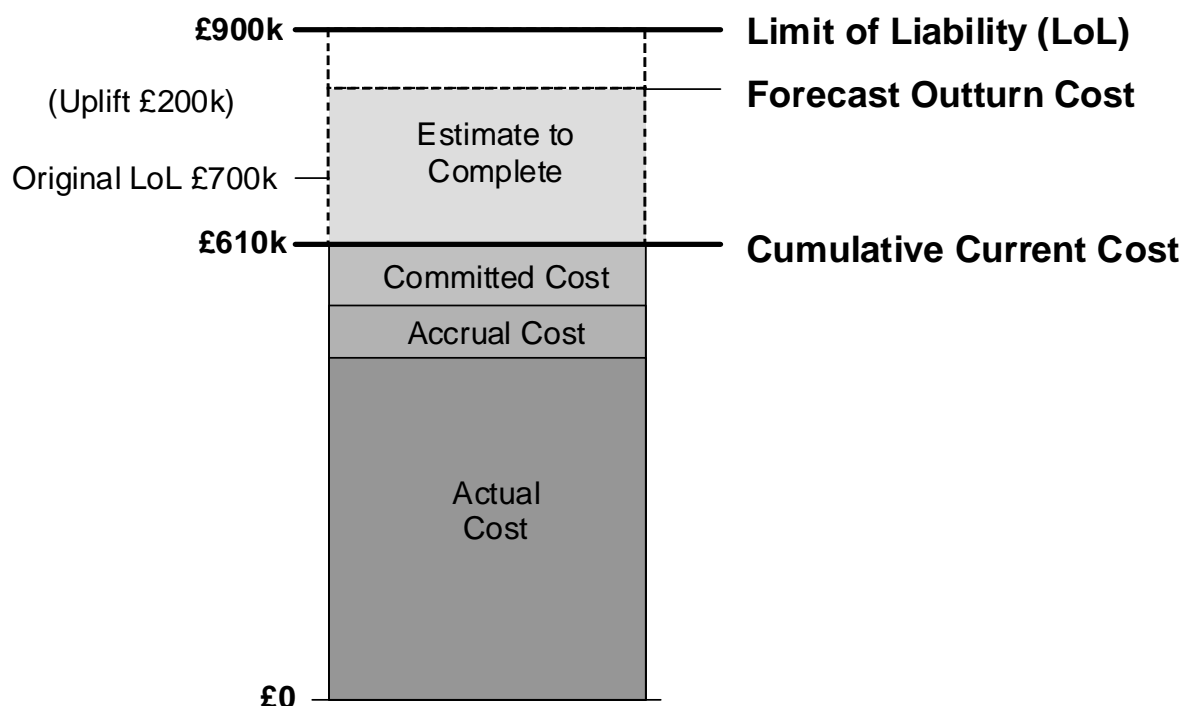 £900k
Limit of Liability (LoL)
(Uplift £200k)
Forecast Outturn Cost
Estimate to
Complete
Original LoL £700k
£610k
Cumulative Current Cost
Committed Cost
Accrual Cost
Actual
Cost
£0